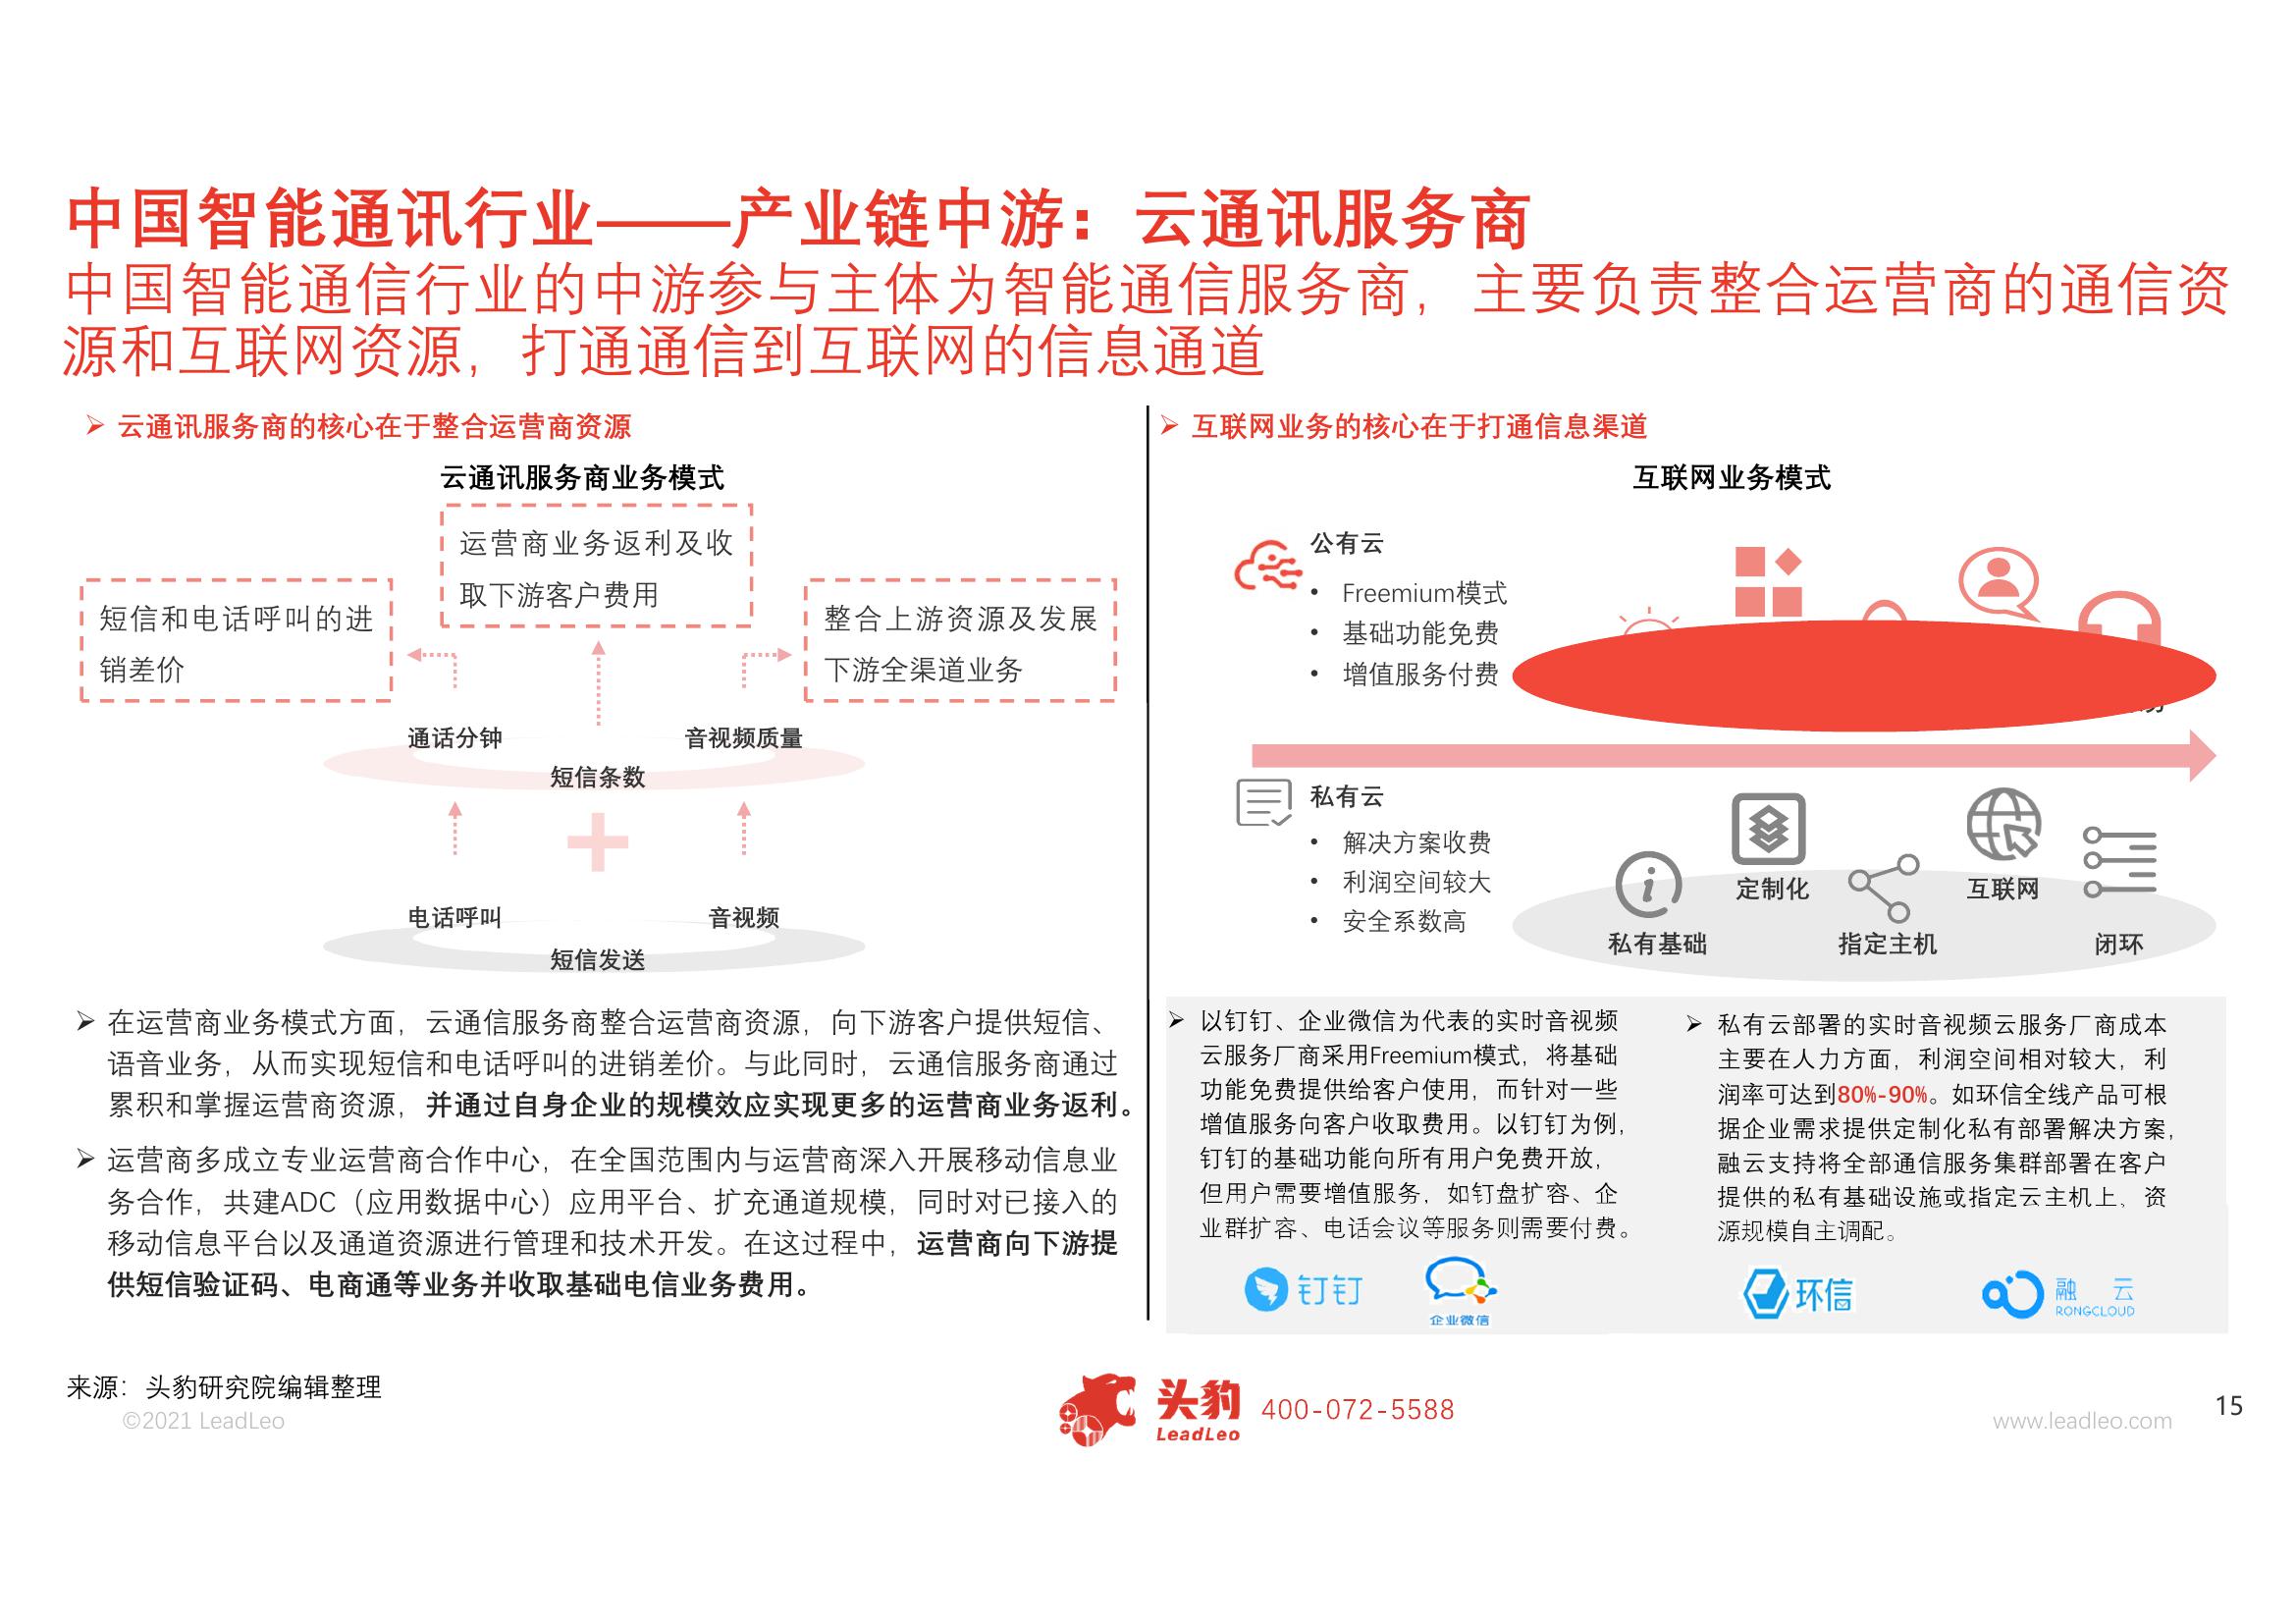 中国智能通讯行业——产业链中游：云通讯服务商
中国智能通信行业的中游参与主体为智能通信服务商，主要负责整合运营商的通信资
源和互联网资源，打通通信到互联网的信息通道
云通讯服务商的核心在于整合运营商资源
云通讯服务商业务模式
运营商业务返利及收
取下游客户费用
短信和电话呼叫的进
销差价
整合上游资源及发展
下游全渠道业务
通话分钟
音视频质量
短信条数
电话呼叫
音视频
短信发送
在运营商业务模式方面，云通信服务商整合运营商资源，向下游客户提供短信、
语音业务，从而实现短信和电话呼叫的进销差价。与此同时，云通信服务商通过
累积和掌握运营商资源，并通过自身企业的规模效应实现更多的运营商业务返利。
运营商多成立专业运营商合作中心，在全国范围内与运营商深入开展移动信息业
务合作，共建ADC（应用数据中心）应用平台、扩充通道规模，同时对已接入的
移动信息平台以及通道资源进行管理和技术开发。在这过程中，运营商向下游提
供短信验证码、电商通等业务并收取基础电信业务费用。
互联网业务的核心在于打通信息渠道
互联网业务模式
公有云
• Freemium模式
• 基础功能免费
• 增值服务付费
私有云
• 解决方案收费
• 利润空间较大
• 安全系数高
定制化
互联网
私有基础
指定主机
闭环
以钉钉、企业微信为代表的实时音视频
云服务厂商采用Freemium模式，将基础
功能免费提供给客户使用，而针对一些
增值服务向客户收取费用。以钉钉为例，
钉钉的基础功能向所有用户免费开放，
但用户需要增值服务，如钉盘扩容、企
业群扩容、电话会议等服务则需要付费。
钉钉
企业微信
私有云部署的实时音视频云服务厂商成本
主要在人力方面，利润空间相对较大，利
润率可达到80%-90%。如环信全线产品可根
据企业需求提供定制化私有部署解决方案，
融云支持将全部通信服务集群部署在客户
提供的私有基础设施或指定云主机上，资
源规模自主调配。
环信
融 云
RONGCLOUD
来源：头豹研究院编辑整理
©2021 LeadLeo
头豹
LeadLeo
400-072-5588
www.leadleo.com
15